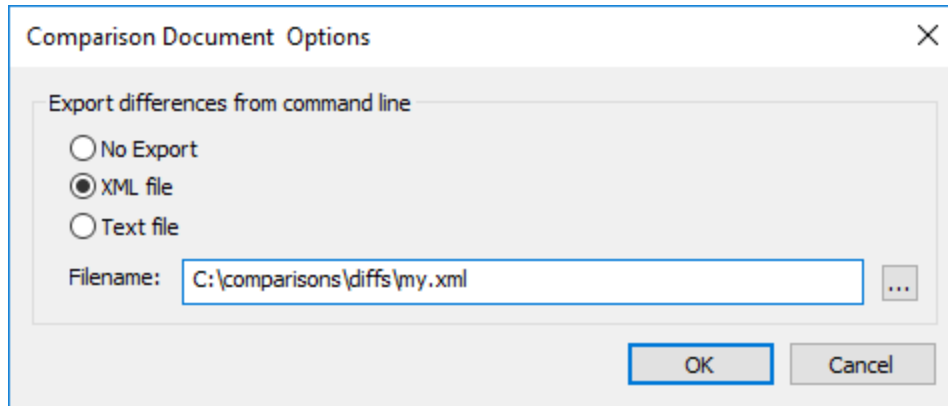 Comparison Document  Options
Export differences from command line
No Export
XML file
Text file
Filename: C:\comparisons\diffs\my.xml ...
OK Cancel